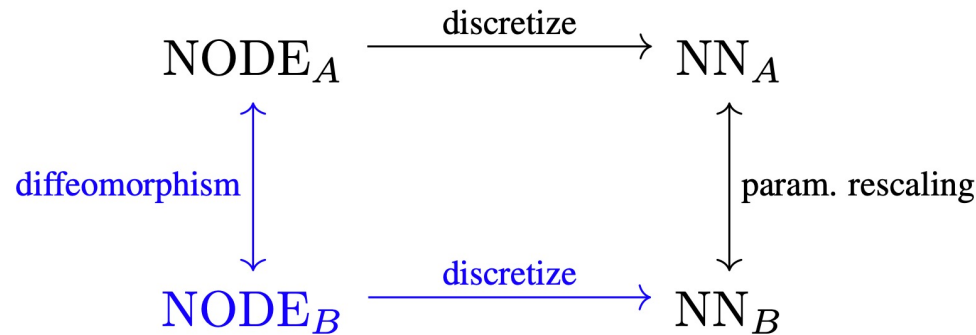 discretize
NODE_A NN_A
diffeomorphism param. rescaling
discretize
NODE_B NN_B